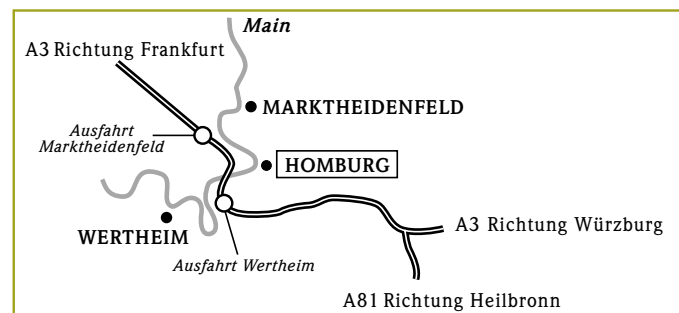 Main
A3 Richtung Frankfurt
MARKTHEIDENFELD
Ausfahrt
Marktheidenfeld
HOMBURG
WERTHEIM
A3 Richtung Würzburg
Ausfahrt Wertheim
A81 Richtung Heilbronn